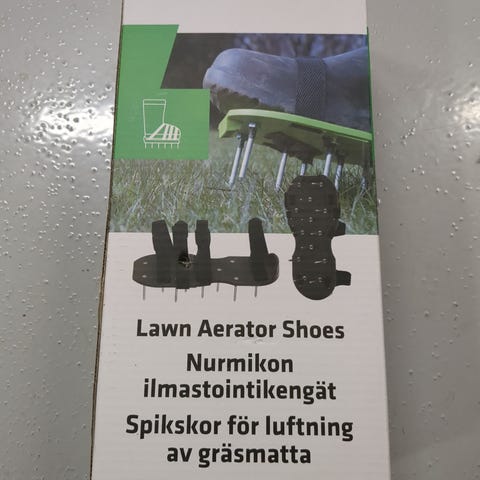 Lawn Aerator Shoes
Nurmikon
ilmastointikengät
Spikskor för luftning
av gräsmatta